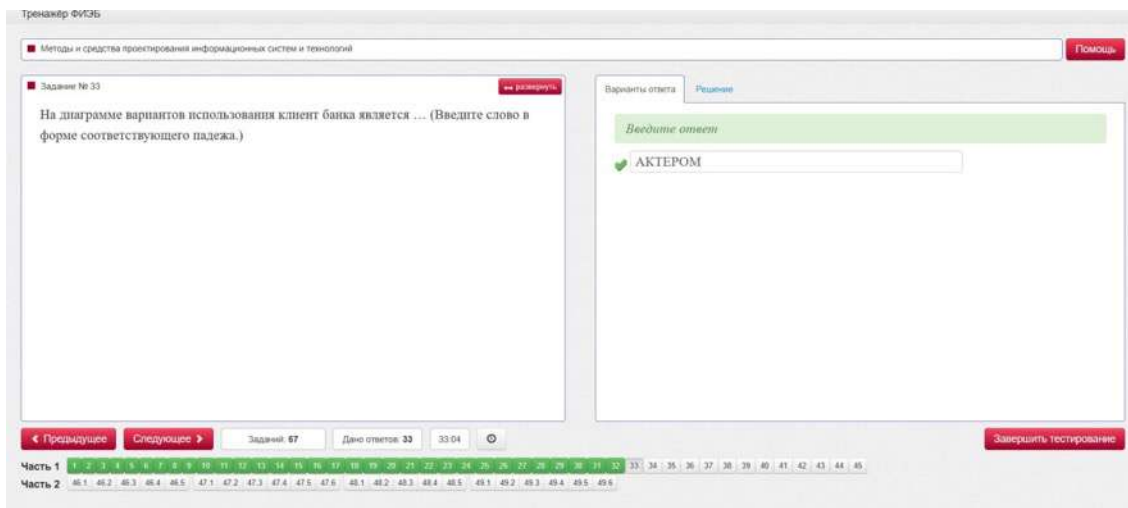 Тренажёр ФИЭБ
Методы и средства проектирования информационных систем и технологий
Помощь
Задание № 33
развернуть
На диаграмме вариантов использования клиент банка является … (Введите слово в
форме соответствующего падежа.)
Варианты ответа Решение
Введите ответ
АКТЕРОМ
Предыдущее Следующее Заданий: 67 Дано ответов: 33 33:04
Завершить тестирование
Часть 1 1 2 3 4 5 6 7 8 9 10 11 12 13 14 15 16 17 18 19 20 21 22 23 24 25 26 27 28 29 30 31 32 33 34 35 36 37 38 39 40 41 42 43 44 45
Часть 2 46.1 46.2 46.3 46.4 46.5 47.1 47.2 47.3 47.4 47.5 47.6 48.1 48.2 48.3 48.4 48.5 49.1 49.2 49.3 49.4 49.5 49.6